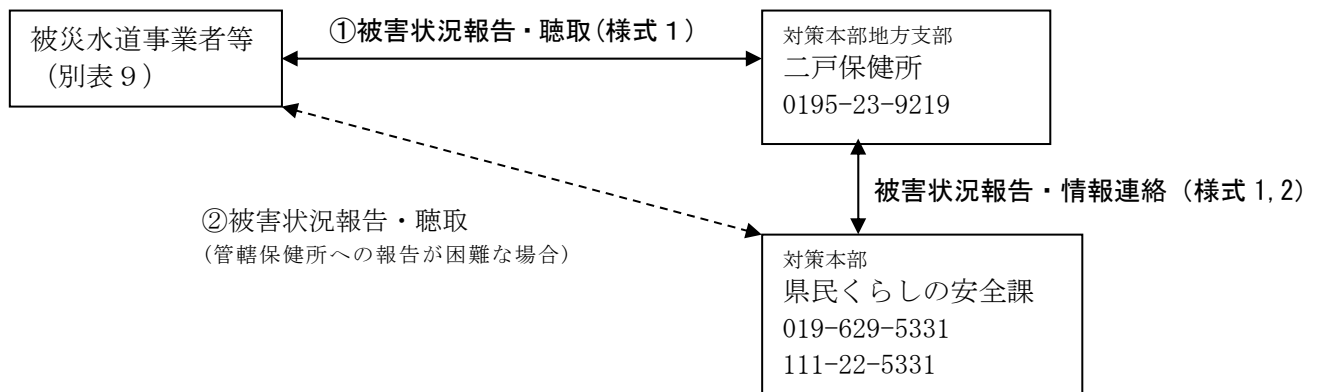 被災水道事業者等
(別表9)
①被害状況報告・聴取(様式1)
対策本部地方支部
二戸保健所
0195-23-9219
被害状況報告・情報連絡(様式1,2)
②被害状況報告・聴取
(管轄保健所への報告が困難な場合)
対策本部
県民くらしの安全課
019-629-5331
111-22-5331